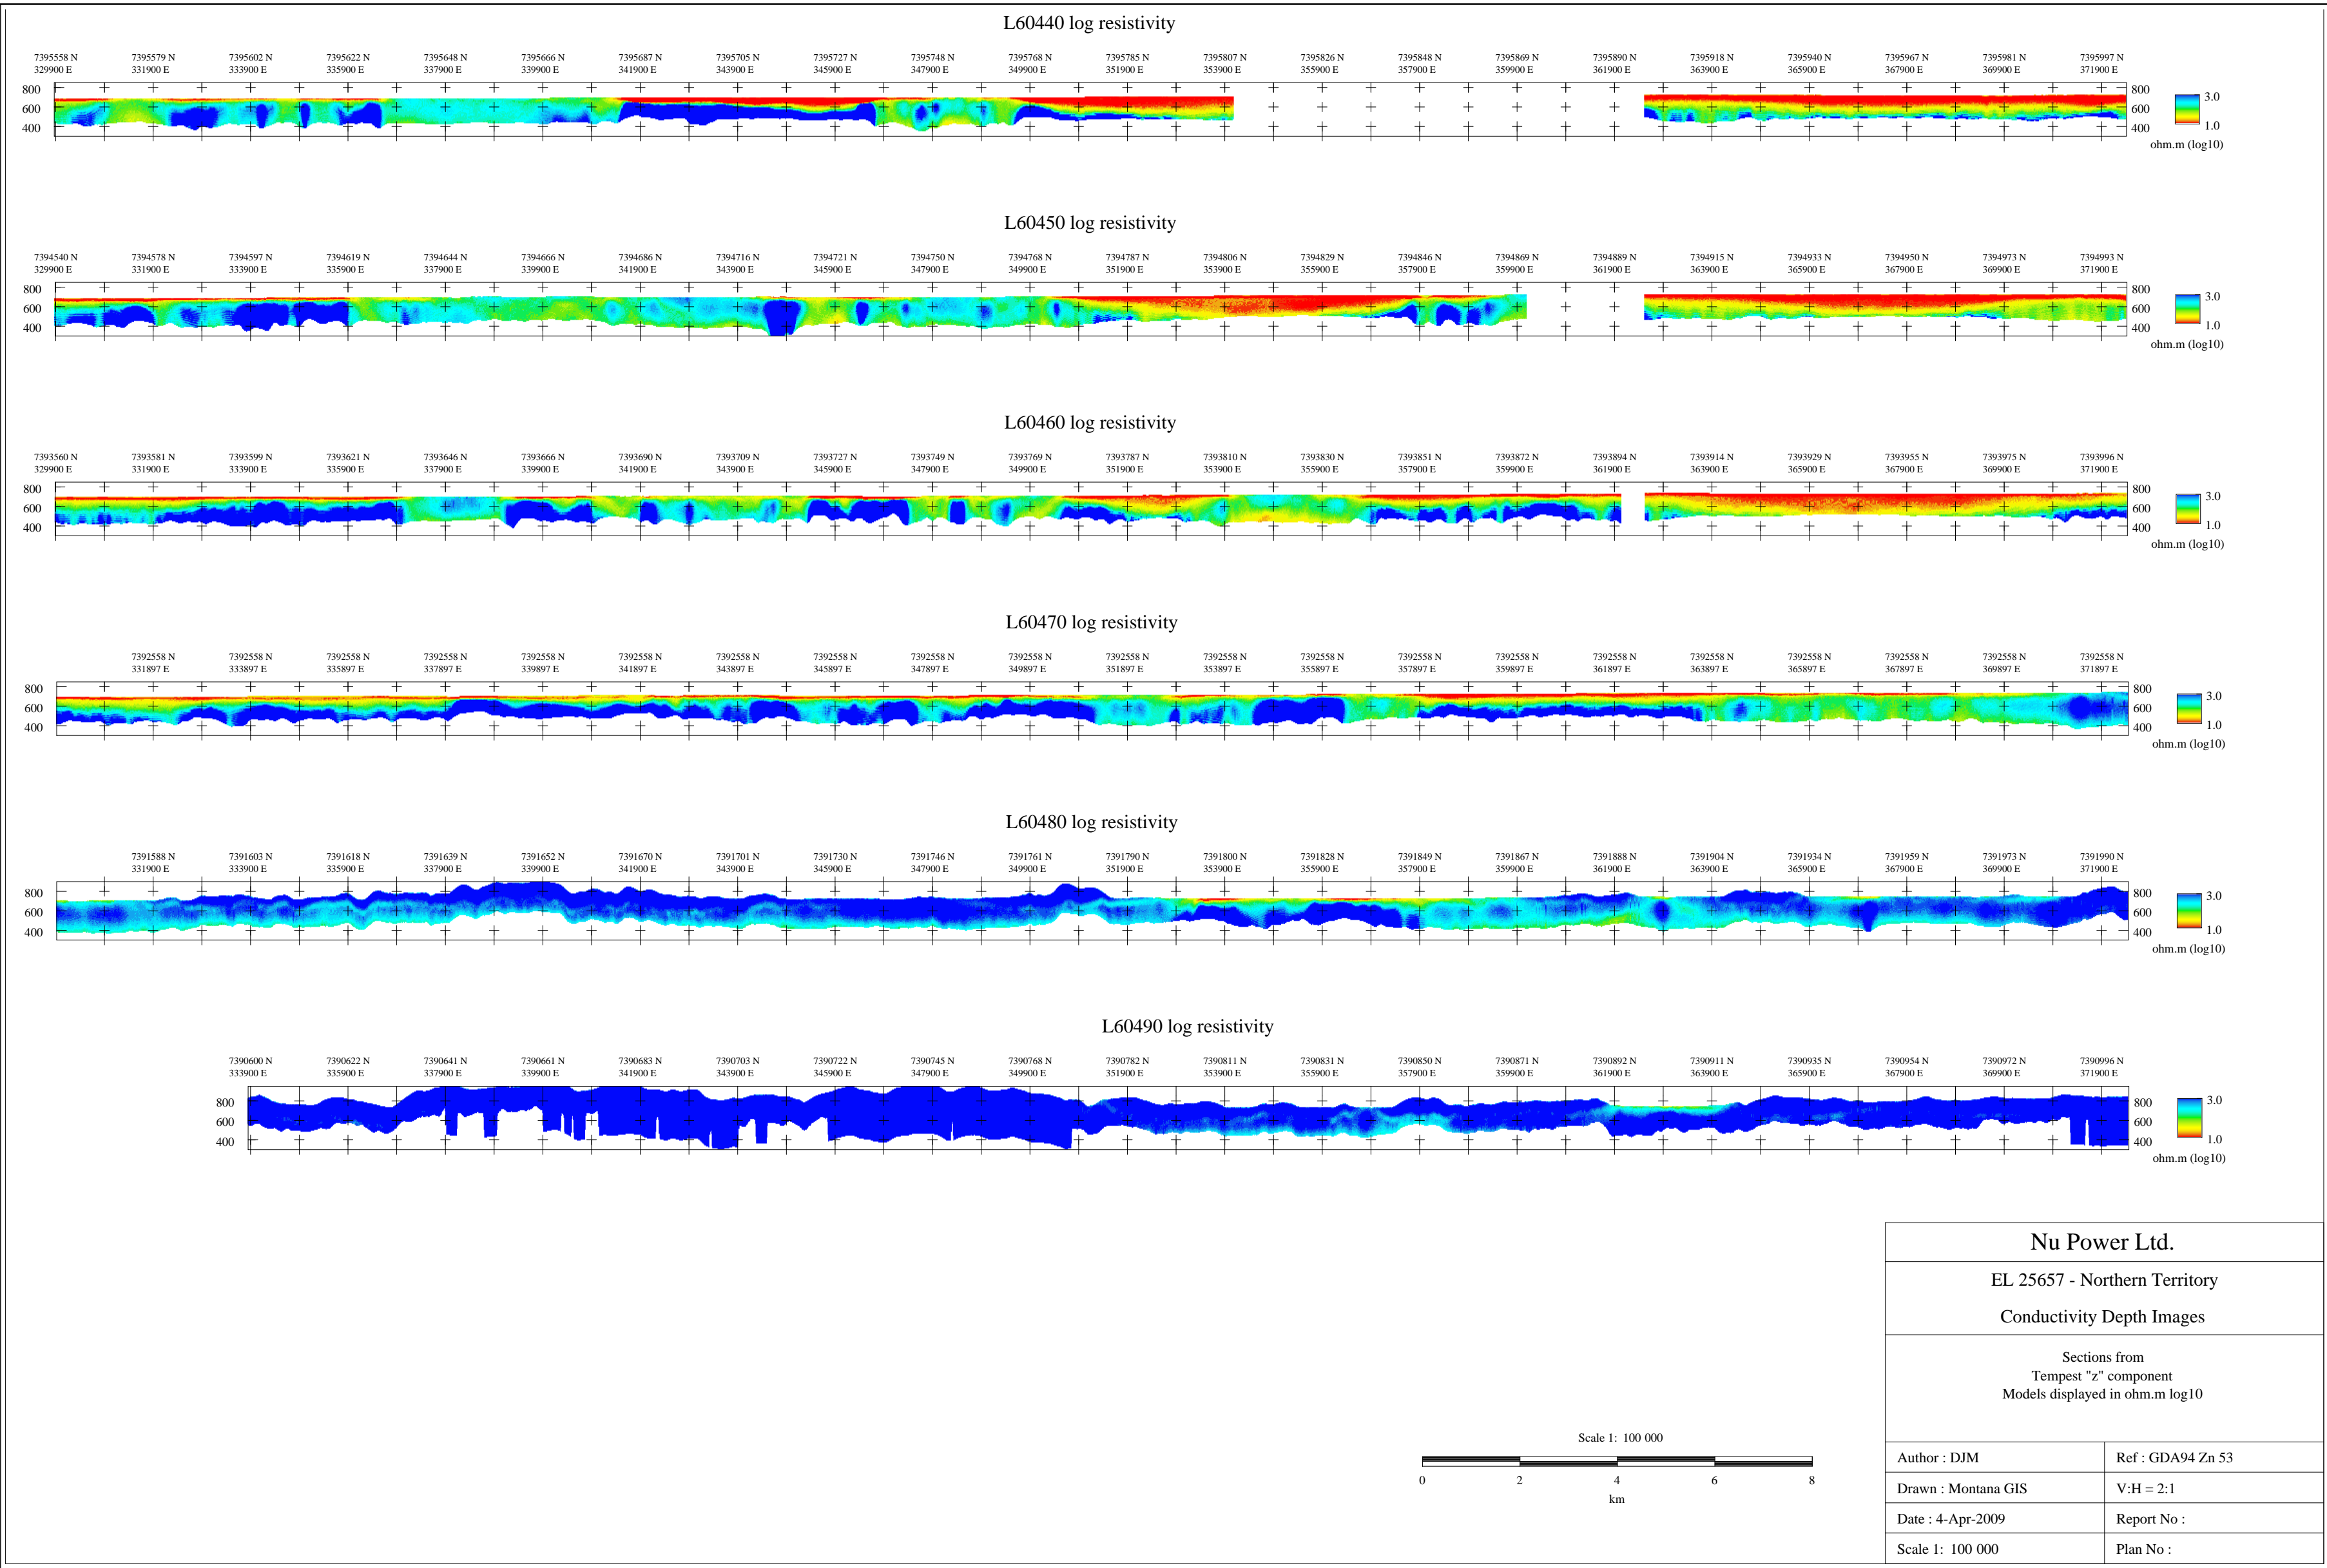 L60440 log resistivity
7395558 N 7395579 N 7395602 N 7395622 N 7395648 N 7395666 N 7395687 N 7395705 N 7395727 N 7395748 N 7395768 N 7395785 N 7395807 N 7395826 N 7395848 N 7395869 N 7395890 N 7395918 N 7395940 N 7395967 N 7395981 N 7395997 N
329900 E 331900 E 333900 E 335900 E 337900 E 339900 E 341900 E 343900 E 345900 E 347900 E 349900 E 351900 E 353900 E 355900 E 357900 E 359900 E 361900 E 363900 E 365900 E 367900 E 369900 E 371900 E
800 800 3.0
600 600
400 400 1.0
ohm.m (log10)
L60450 log resistivity
7394540 N 7394578 N 7394597 N 7394619 N 7394644 N 7394666 N 7394686 N 7394716 N 7394721 N 7394750 N 7394768 N 7394787 N 7394806 N 7394829 N 7394846 N 7394869 N 7394889 N 7394915 N 7394933 N 7394950 N 7394973 N 7394993 N
329900 E 331900 E 333900 E 335900 E 337900 E 339900 E 341900 E 343900 E 345900 E 347900 E 349900 E 351900 E 353900 E 355900 E 357900 E 359900 E 361900 E 363900 E 365900 E 367900 E 369900 E 371900 E
800 800 3.0
600 600
400 400 1.0
ohm.m (log10)
L60460 log resistivity
7393560 N 7393581 N 7393599 N 7393621 N 7393646 N 7393666 N 7393690 N 7393709 N 7393727 N 7393749 N 7393769 N 7393787 N 7393810 N 7393830 N 7393851 N 7393872 N 7393894 N 7393914 N 7393929 N 7393955 N 7393975 N 7393996 N
329900 E 331900 E 333900 E 335900 E 337900 E 339900 E 341900 E 343900 E 345900 E 347900 E 349900 E 351900 E 353900 E 355900 E 357900 E 359900 E 361900 E 363900 E 365900 E 367900 E 369900 E 371900 E
800 800 3.0
600 600
400 400 1.0
ohm.m (log10)
L60470 log resistivity
7392558 N 7392558 N 7392558 N 7392558 N 7392558 N 7392558 N 7392558 N 7392558 N 7392558 N 7392558 N 7392558 N 7392558 N 7392558 N 7392558 N 7392558 N 7392558 N 7392558 N 7392558 N 7392558 N 7392558 N 7392558 N
331897 E 333897 E 335897 E 337897 E 339897 E 341897 E 343897 E 345897 E 347897 E 349897 E 351897 E 353897 E 355897 E 357897 E 359897 E 361897 E 363897 E 365897 E 367897 E 369897 E 371897 E
800 800 3.0
600 600
400 400 1.0
ohm.m (log10)
L60480 log resistivity
7391588 N 7391603 N 7391618 N 7391639 N 7391652 N 7391670 N 7391701 N 7391730 N 7391746 N 7391761 N 7391790 N 7391800 N 7391828 N 7391849 N 7391867 N 7391888 N 7391904 N 7391934 N 7391959 N 7391973 N 7391990 N
331900 E 333900 E 335900 E 337900 E 339900 E 341900 E 343900 E 345900 E 347900 E 349900 E 351900 E 353900 E 355900 E 357900 E 359900 E 361900 E 363900 E 365900 E 367900 E 369900 E 371900 E
800 800 3.0
600 600
400 400 1.0
ohm.m (log10)
L60490 log resistivity
7390600 N 7390622 N 7390641 N 7390661 N 7390683 N 7390703 N 7390722 N 7390745 N 7390768 N 7390782 N 7390811 N 7390831 N 7390850 N 7390871 N 7390892 N 7390911 N 7390935 N 7390954 N 7390972 N 7390996 N
333900 E 335900 E 337900 E 339900 E 341900 E 343900 E 345900 E 347900 E 349900 E 351900 E 353900 E 355900 E 357900 E 359900 E 361900 E 363900 E 365900 E 367900 E 369900 E 371900 E
800 800 3.0
600 600
400 400 1.0
ohm.m (log10)
Nu Power Ltd.
EL 25657 - Northern Territory
Conductivity Depth Images
Sections from
Tempest "z" component
Models displayed in ohm.m log10
Scale 1: 100 000
0 2 4 6 8
km
Author : DJM Ref : GDA94 Zn 53
Drawn : Montana GIS V:H = 2:1
Date : 4-Apr-2009 Report No :
Scale 1: 100 000 Plan No :